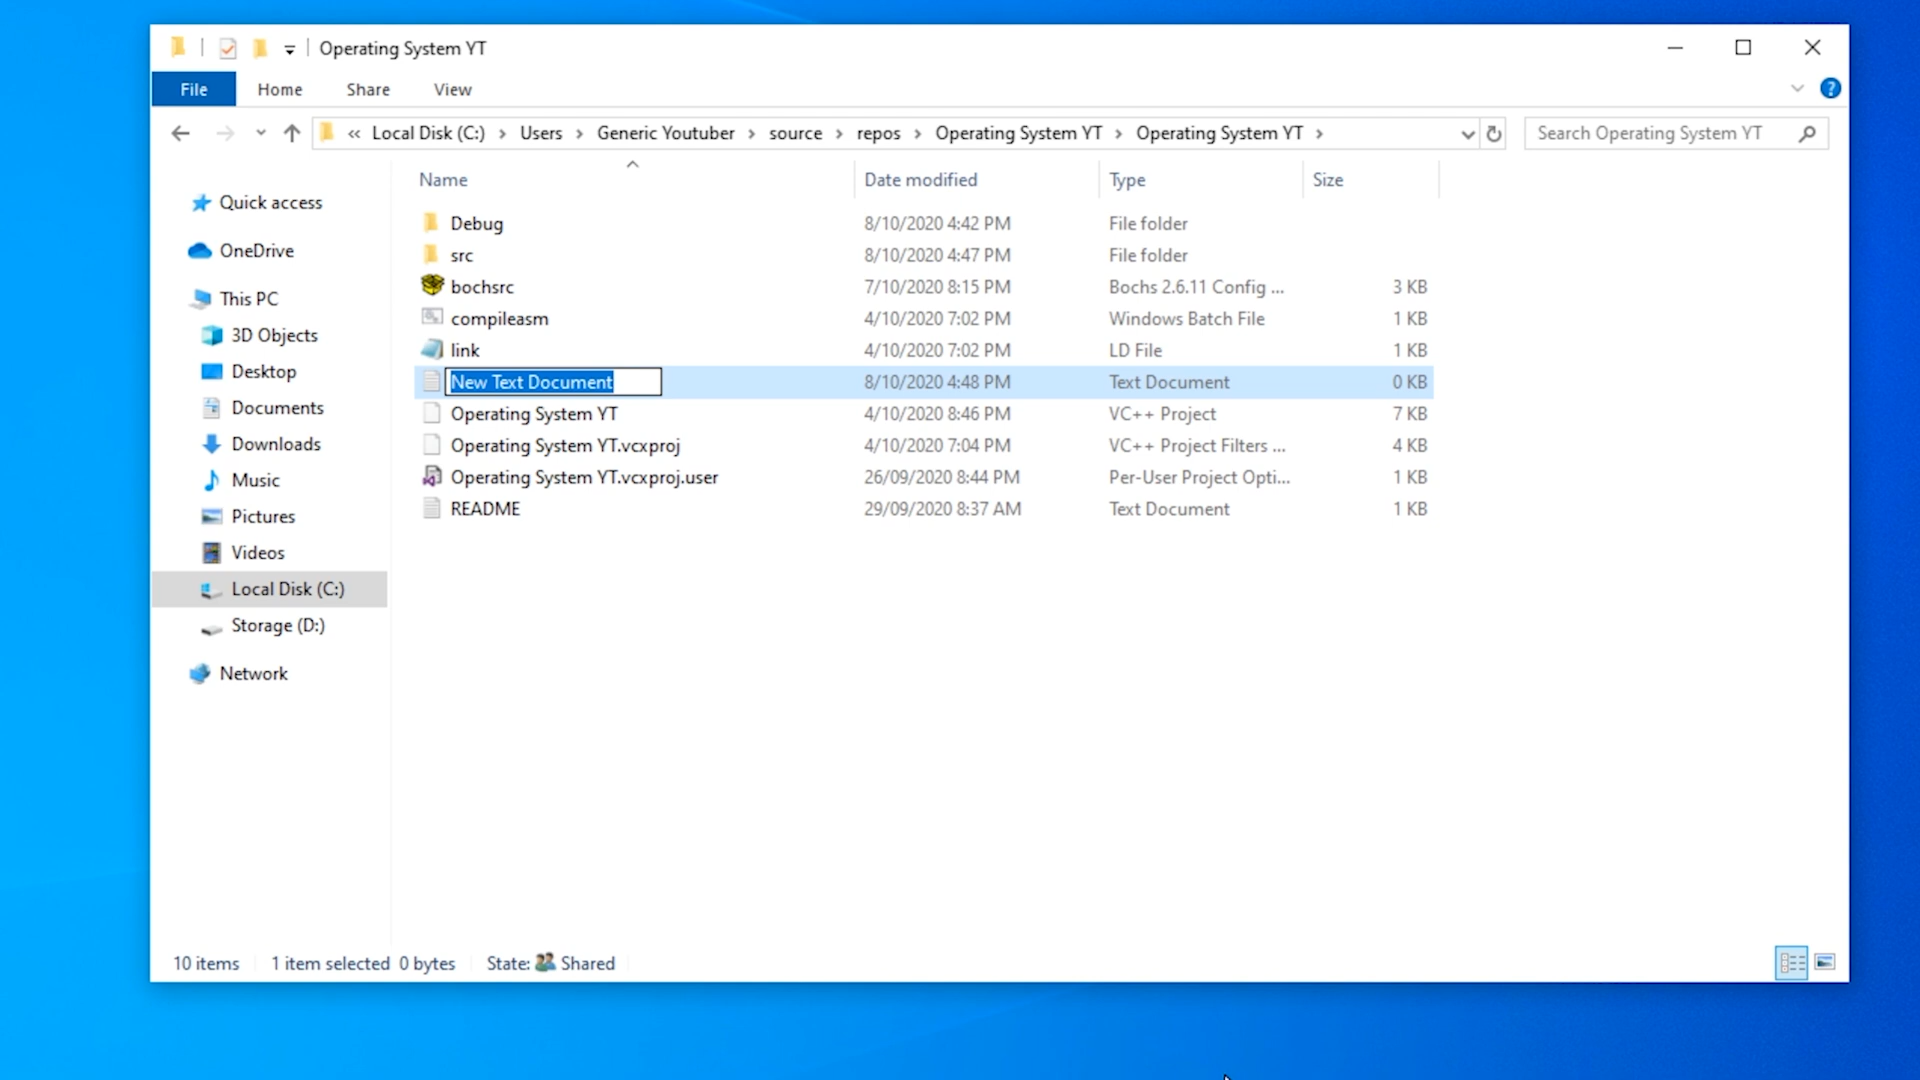 Operating System YT
File Home Share View
« Local Disk (C:) > Users > Generic Youtuber > source > repos > Operating System YT > Operating System YT > Search Operating System YT
Name Date modified Type Size
Quick access
OneDrive
This PC
3D Objects
Desktop
Documents
Downloads
Music
Pictures
Videos
Local Disk (C:)
Storage (D:)
Network
Debug 8/10/2020 4:42 PM File folder
src 8/10/2020 4:47 PM File folder
bochsrc 7/10/2020 8:15 PM Bochs 2.6.11 Config ... 3 KB
compileasm 4/10/2020 7:02 PM Windows Batch File 1 KB
link 4/10/2020 7:02 PM LD File 1 KB
New Text Document 8/10/2020 4:48 PM Text Document 0 KB
Operating System YT 4/10/2020 8:46 PM VC++ Project 7 KB
Operating System YT.vcxproj 4/10/2020 7:04 PM VC++ Project Filters ... 4 KB
Operating System YT.vcxproj.user 26/09/2020 8:44 PM Per-User Project Opti... 1 KB
README 29/09/2020 8:37 AM Text Document 1 KB
10 items 1 item selected 0 bytes State: Shared